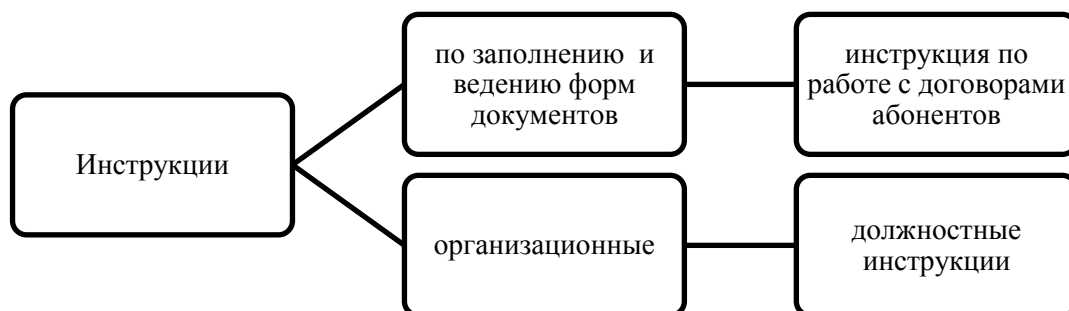 Инструкции
по заполнению и
ведению форм
документов
инструкция по
работе с договорами
абонентов
организационные
должностные
инструкции